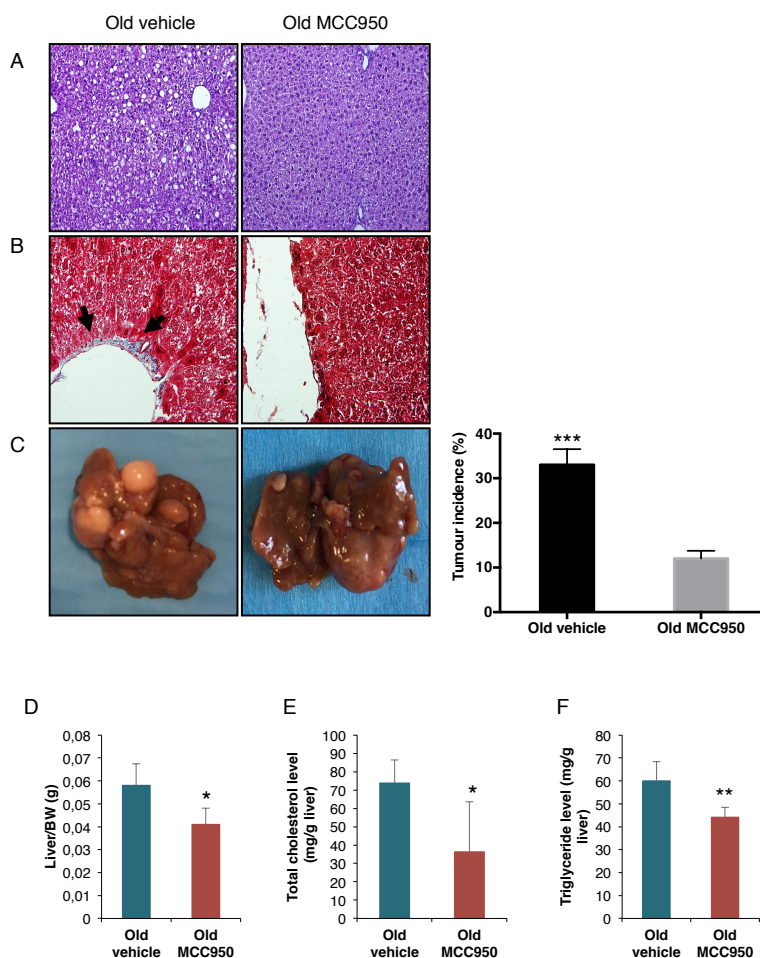 Old vehicle
Old MCC950
A
B
C
Tumour incidence (%)
40
30
20
10
0
***
Old vehicle
Old MCC950
D
Liver/BW (g)
0,08
0,07
0,06
0,05
0,04
0,03
0,02
0,01
0
*
Old
vehicle
Old
MCC950
E
Total cholesterol level
(mg/g liver)
100
90
80
70
60
50
40
30
20
10
0
*
Old
vehicle
Old
MCC950
F
Triglyceride level (mg/g
liver)
80
70
60
50
40
30
20
10
0
**
Old
vehicle
Old
MCC950